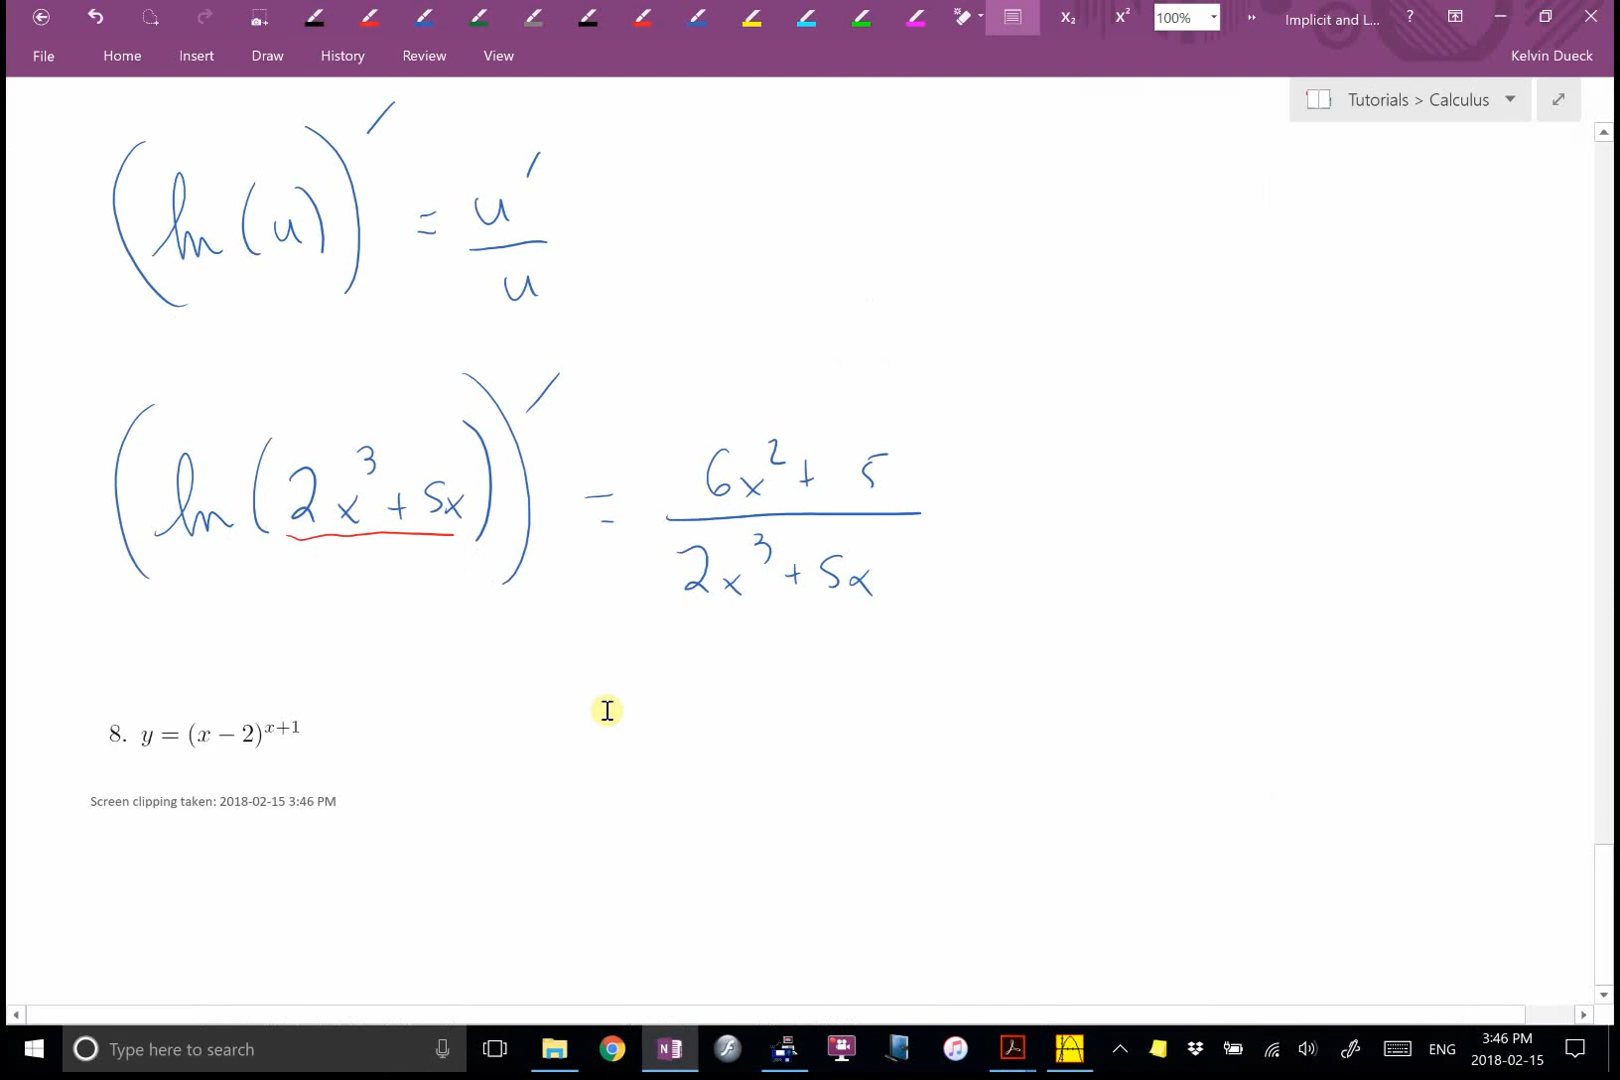 X₂ X² 100% » Implicit and L... ?
File Home Insert Draw History Review View Kelvin Dueck
Tutorials > Calculus
(ln(u))′ = u′/u
(ln(2x³+5x))′ = (6x²+5)/(2x³+5x)
8. y = (x − 2)^{x+1}
Screen clipping taken: 2018-02-15 3:46 PM
Type here to search
ENG
3:46 PM
2018-02-15